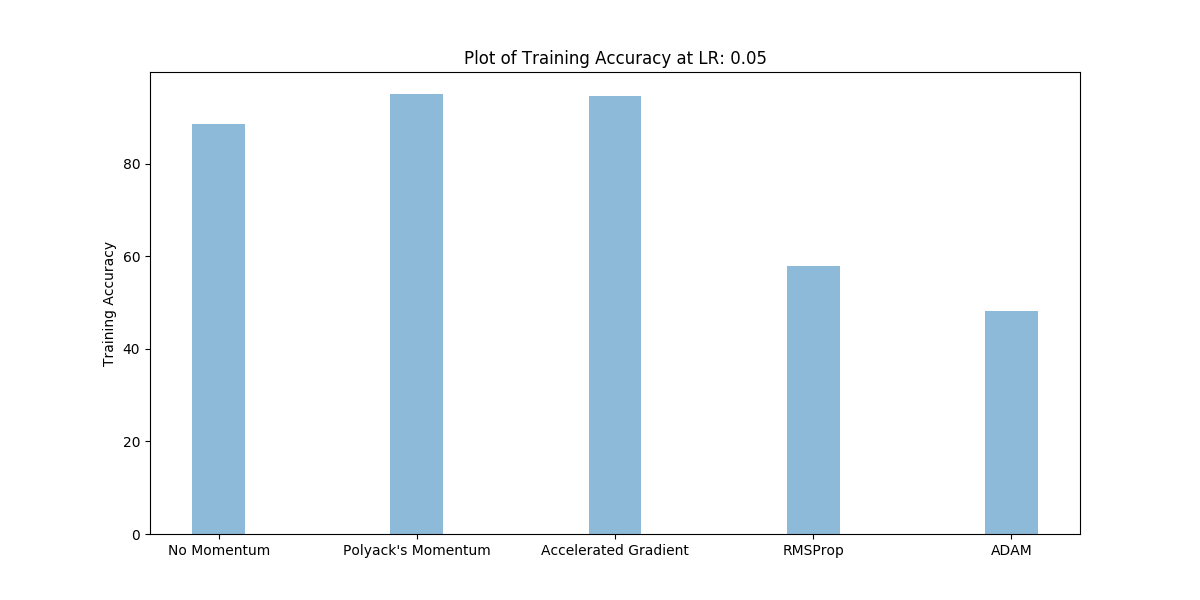 Plot of Training Accuracy at LR: 0.05
80
60
40
20
0
Training Accuracy
No Momentum
Polyack's Momentum
Accelerated Gradient
RMSProp
ADAM